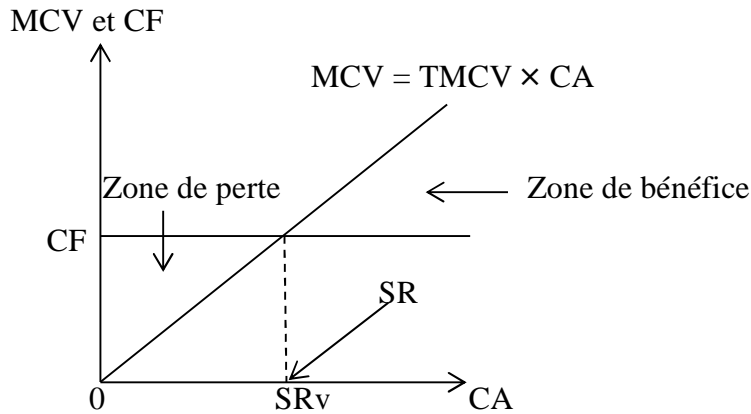 MCV et CF
MCV = TMCV × CA
Zone de perte
Zone de bénéfice
CF
SR
0
SRv
CA